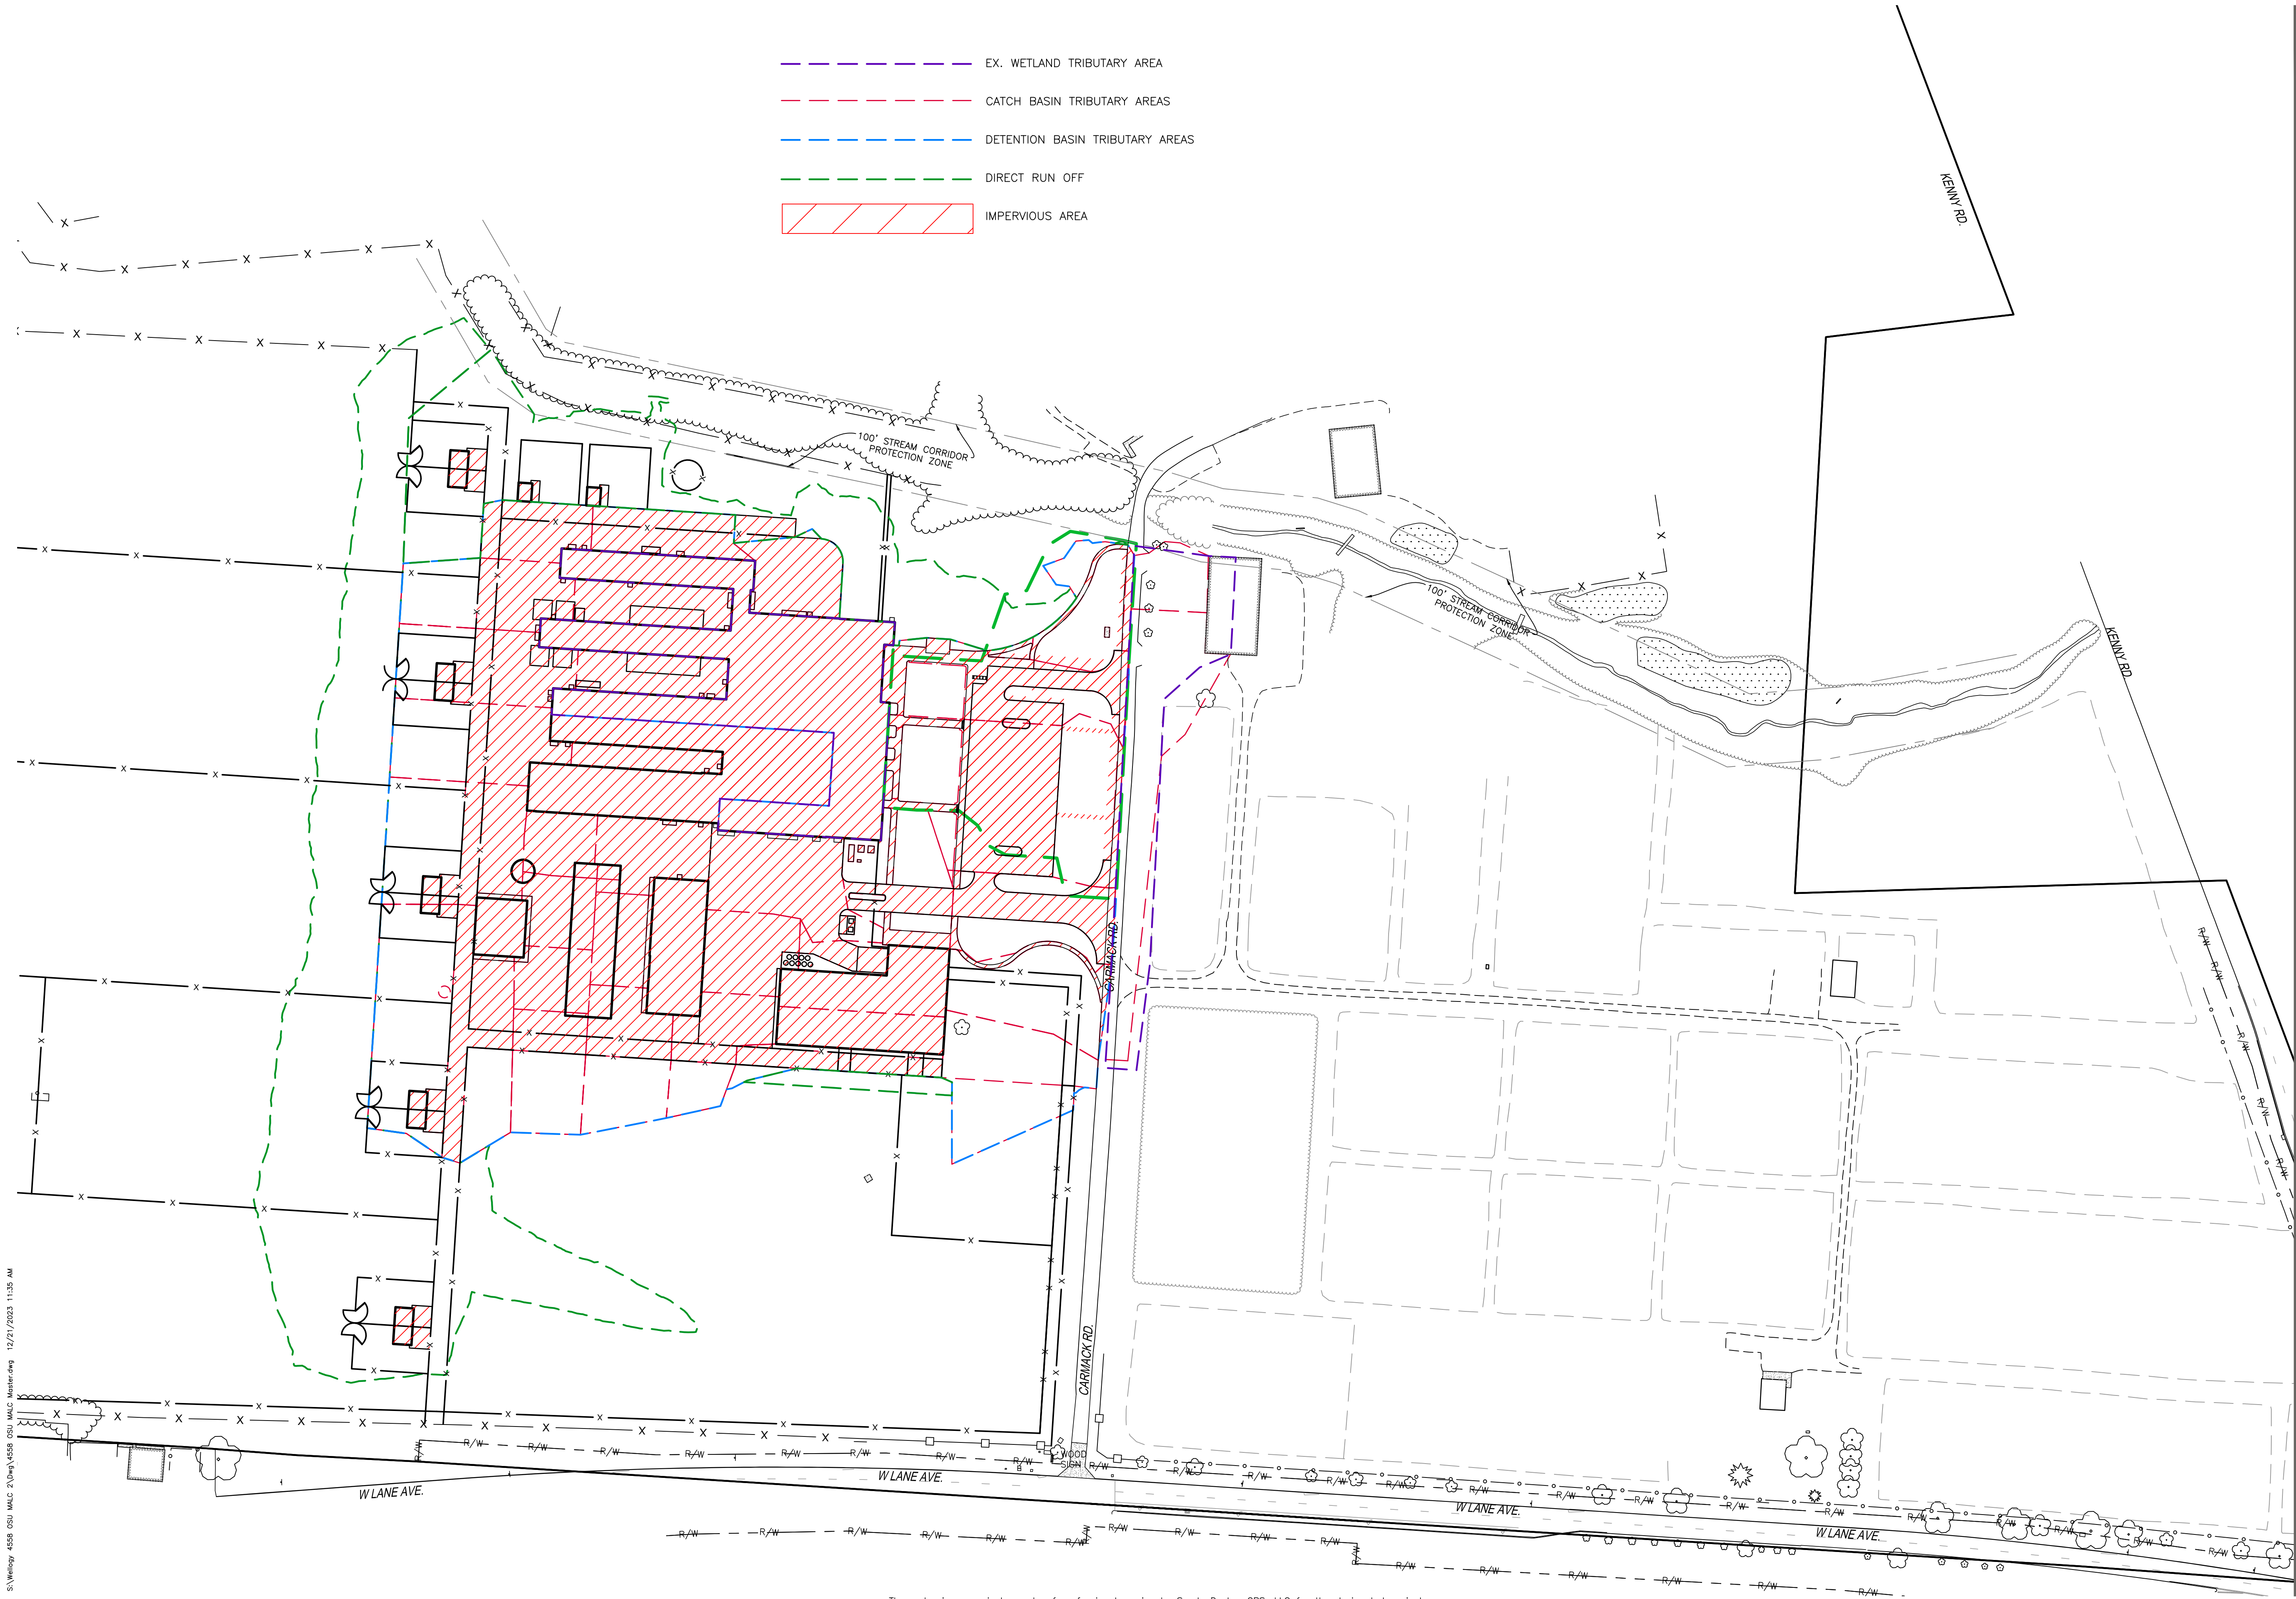 EX. WETLAND TRIBUTARY AREA
CATCH BASIN TRIBUTARY AREAS
DETENTION BASIN TRIBUTARY AREAS
DIRECT RUN OFF
IMPERVIOUS AREA
KENNY RD.
100' STREAM CORRIDOR
PROTECTION ZONE
100' STREAM CORRIDOR
PROTECTION ZONE
KENNY RD.
CARMACK RD.
CARMACK RD.
WOOD
SIGN
W LANE AVE.
W LANE AVE.
W LANE AVE.
W LANE AVE.
R/W R/W R/W R/W R/W R/W R/W
S:\Wellogy 4558 OSU MALC 2\Dwg\4558 OSU MALC Master.dwg 12/21/2023 11:35 AM